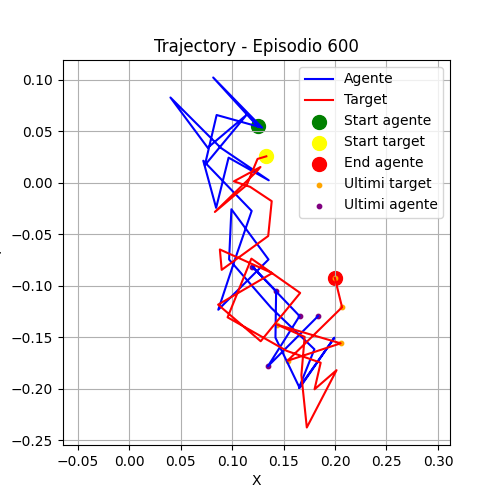 Trajectory - Episodio 600
Agente
Target
Start agente
Start target
End agente
Ultimi target
Ultimi agente
0.10
0.05
0.00
−0.05
−0.10
−0.15
−0.20
−0.25
−0.05
0.00
0.05
0.10
0.15
0.20
0.25
0.30
X